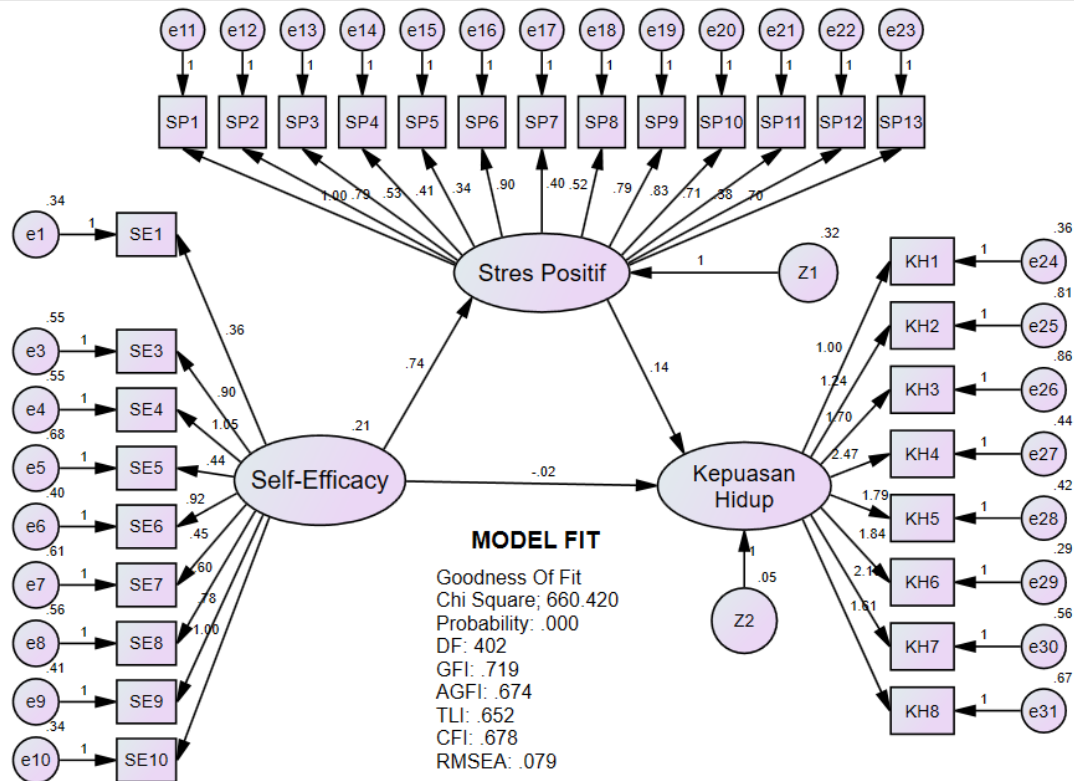 e11 e12 e13 e14 e15 e16 e17 e18 e19 e20 e21 e22 e23
1 1 1 1 1 1 1 1 1 1 1 1 1
SP1 SP2 SP3 SP4 SP5 SP6 SP7 SP8 SP9 SP10 SP11 SP12 SP13
1.00 .79 .53 .41 .34 .90 .40 .52 .79 .83 .71 .38 .70
.34
e1 1 SE1
.36
.55
e3 1 SE3
.90
.55
e4 1 SE4
1.05
.68
e5 1 SE5
.44
.40
e6 1 SE6
.92
.61
e7 1 SE7
.45
.56
e8 1 SE8
.60
.41
e9 1 SE9
.78
.34
e10 1 SE10
1.00
Stres Positif
1
.32
Z1
.74
.14
.21
Self-Efficacy
-.02
Kepuasan
Hidup
1
.05
Z2
.36
KH1 1 e24
1.00
.81
KH2 1 e25
1.24
.86
KH3 1 e26
1.70
.44
KH4 1 e27
2.47
.42
KH5 1 e28
1.79
.29
KH6 1 e29
1.84
.56
KH7 1 e30
.67
KH8 1 e31
1.61
MODEL FIT
Goodness Of Fit
Chi Square; 660.420
Probability: .000
DF: 402
GFI: .719
AGFI: .674
TLI: .652
CFI: .678
RMSEA: .079